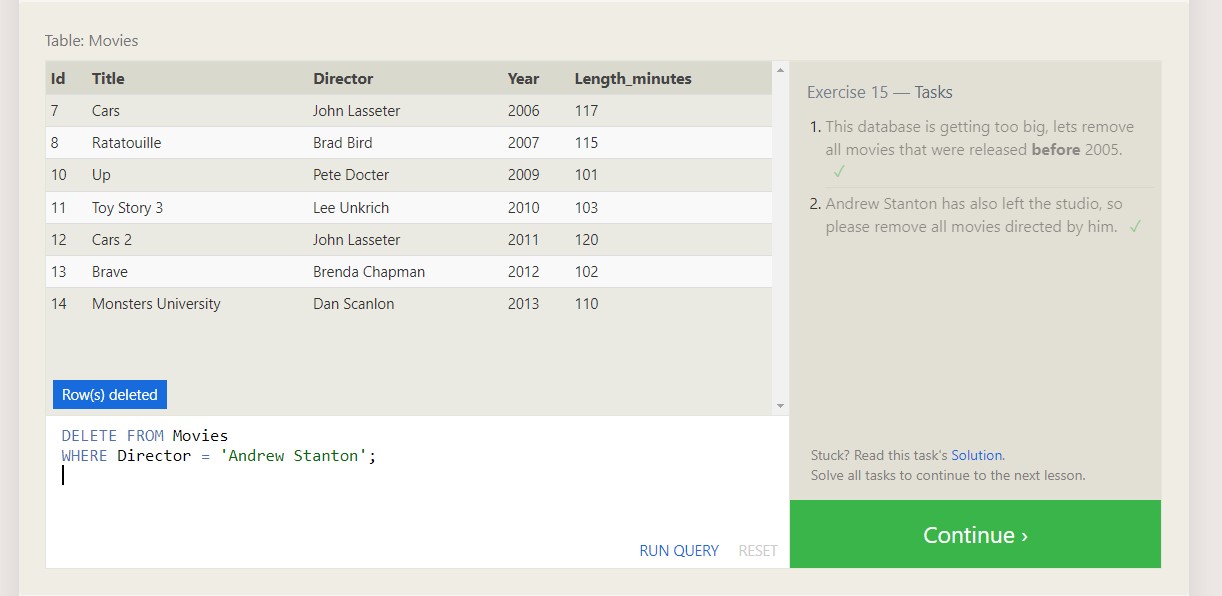 Table: Movies
Id Title Director Year Length_minutes
7 Cars John Lasseter 2006 117
8 Ratatouille Brad Bird 2007 115
10 Up Pete Docter 2009 101
11 Toy Story 3 Lee Unkrich 2010 103
12 Cars 2 John Lasseter 2011 120
13 Brave Brenda Chapman 2012 102
14 Monsters University Dan Scanlon 2013 110
Row(s) deleted
DELETE FROM Movies
WHERE Director = 'Andrew Stanton';
RUN QUERY RESET
Exercise 15 — Tasks
1. This database is getting too big, lets remove
all movies that were released before 2005.
✓
2. Andrew Stanton has also left the studio, so
please remove all movies directed by him. ✓
Stuck? Read this task's Solution.
Solve all tasks to continue to the next lesson.
Continue ›